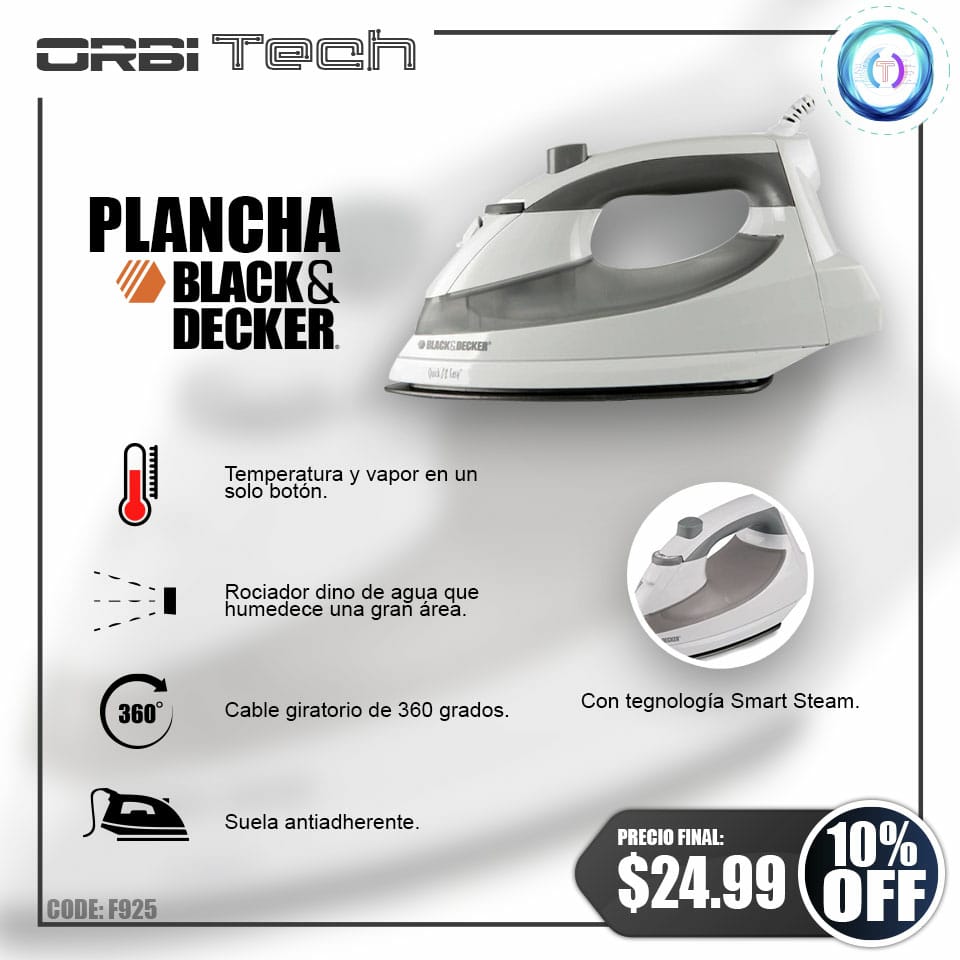 ORBI Tech
T
PLANCHA
BLACK&
DECKER®
BLACK&DECKER®
Temperatura y vapor en un
solo botón.
Rociador dino de agua que
humedece una gran área.
360°
Cable giratorio de 360 grados.
Con tegnología Smart Steam.
Suela antiadherente.
PRECIO FINAL:
$24.99
10%
OFF
CODE: F925